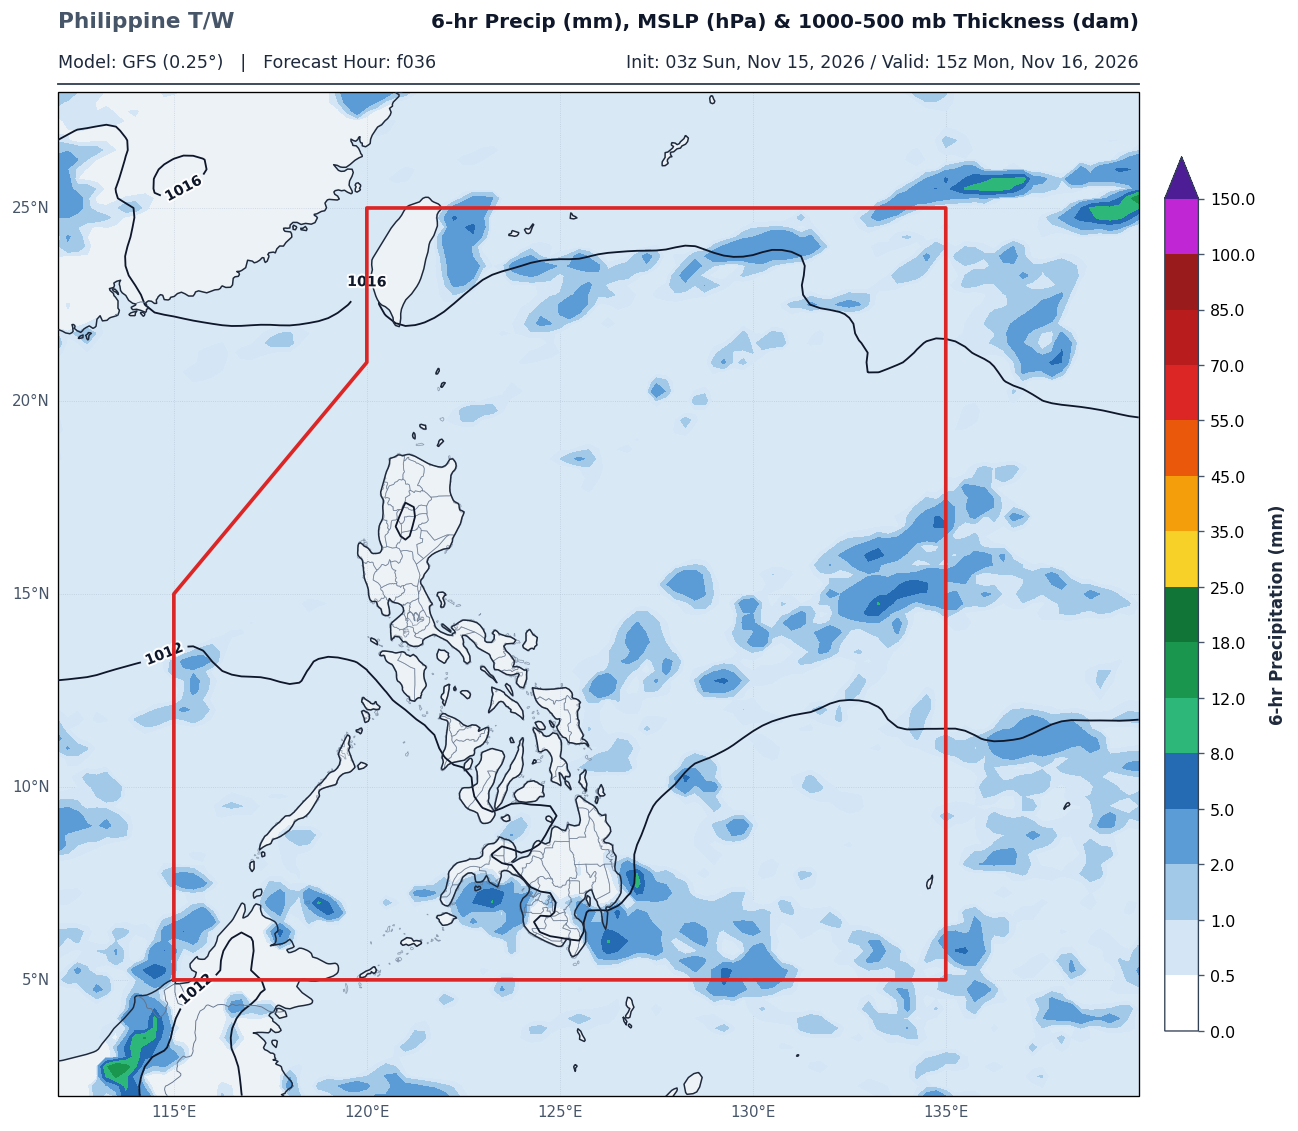 Philippine T/W
6-hr Precip (mm), MSLP (hPa) & 1000-500 mb Thickness (dam)
Model: GFS (0.25°)   |   Forecast Hour: f036
Init: 03z Sun, Nov 15, 2026 / Valid: 15z Mon, Nov 16, 2026
25°N
20°N
15°N
10°N
5°N
1016
1016
1012
1012
115°E
120°E
125°E
130°E
135°E
150.0
100.0
85.0
70.0
55.0
45.0
35.0
25.0
18.0
12.0
8.0
5.0
2.0
1.0
0.5
0.0
6-hr Precipitation (mm)